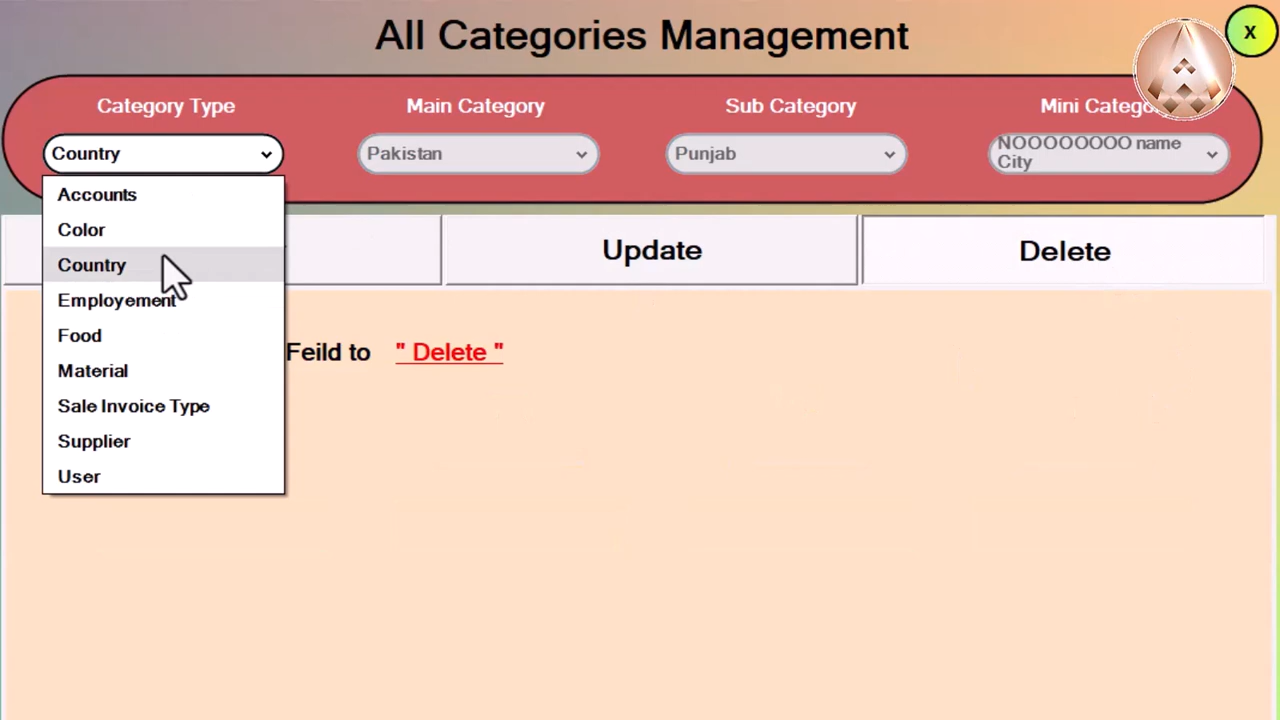 All Categories Management
X
Category Type
Main Category
Sub Category
Mini
Country
Pakistan
Punjab
NOOOOOOOO name
City
Accounts
Color
Country
Employement
Food
Material
Sale Invoice Type
Supplier
User
Update
Delete
Feild to " Delete "